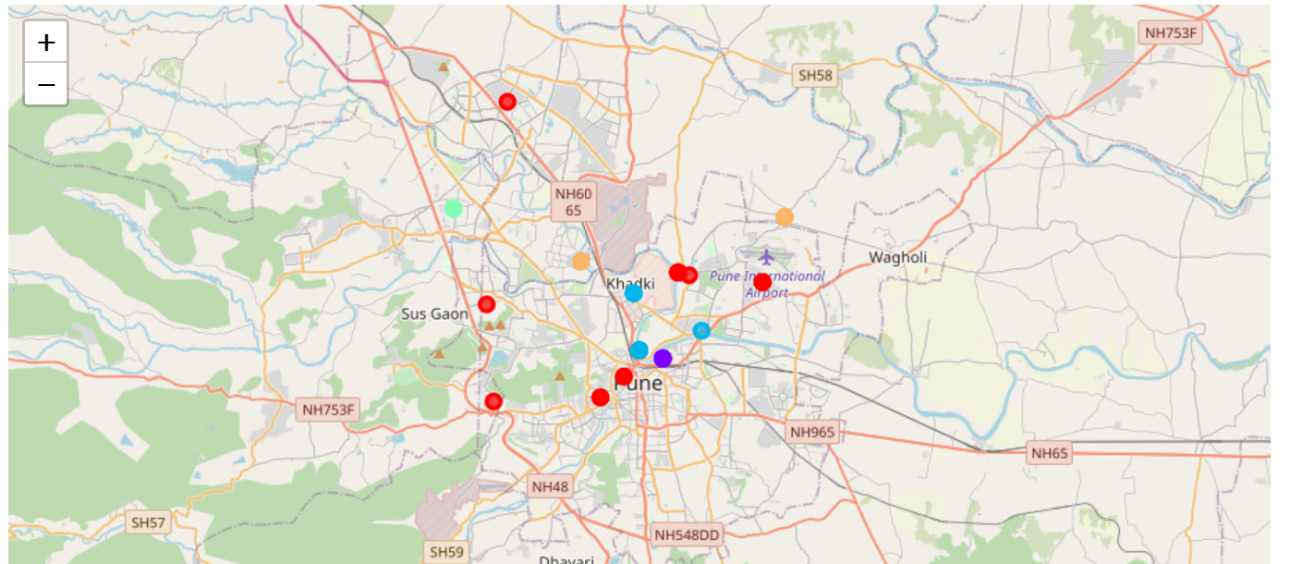 +
−
NH753F
SH58
NH60
65
Wagholi
Khadki
Pune International
Airport
Sus Gaon
Pune
NH753F
NH965
NH65
NH48
SH57
NH548DD
SH59
Dhayari